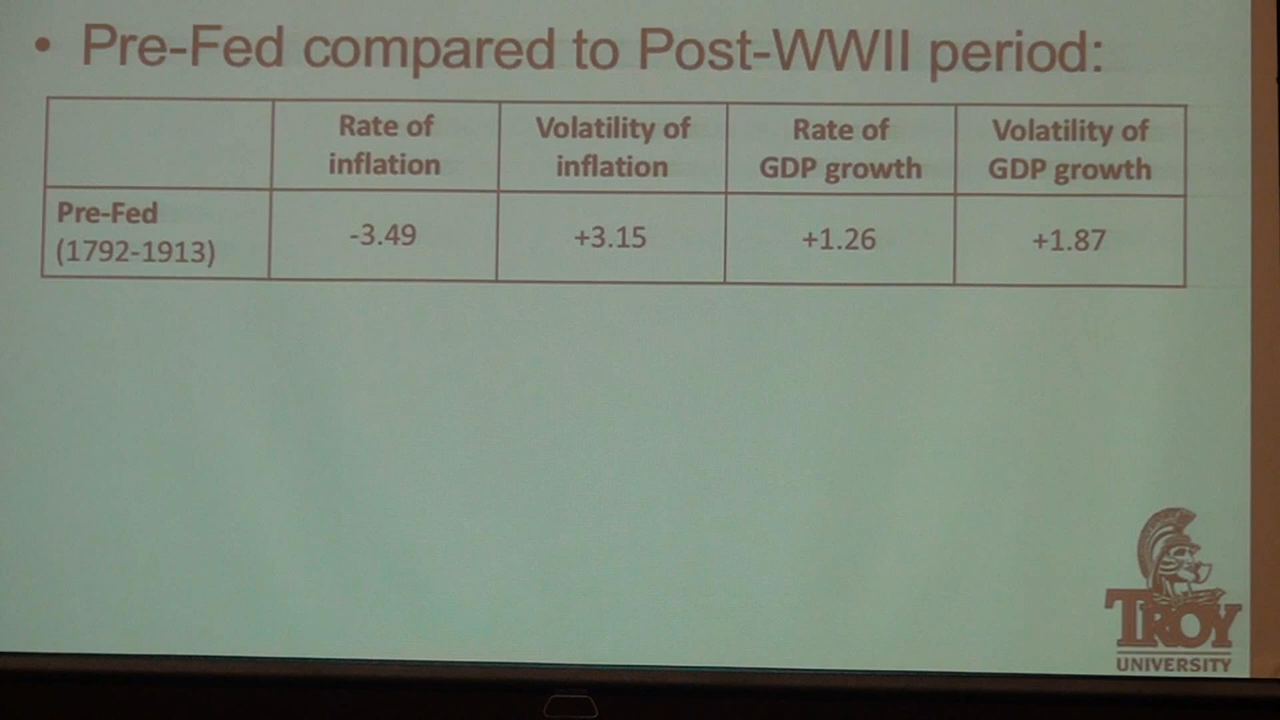 • Pre-Fed compared to Post-WWII period:
Rate of inflation
Volatility of inflation
Rate of GDP growth
Volatility of GDP growth
Pre-Fed (1792-1913)
-3.49
+3.15
+1.26
+1.87
TROY
UNIVERSITY